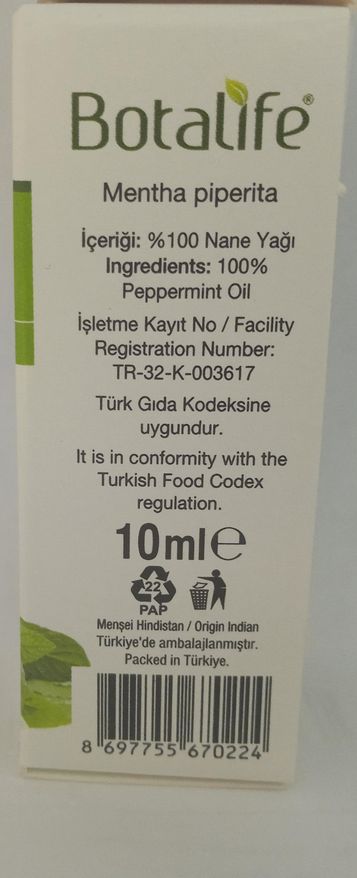 Botalife®
Mentha piperita
İçeriği: %100 Nane Yağı
Ingredients: 100%
Peppermint Oil
İşletme Kayıt No / Facility
Registration Number:
TR-32-K-003617
Türk Gıda Kodeksine
uygundur.
It is in conformity with the
Turkish Food Codex
regulation.
10ml℮
22
PAP
Menşei Hindistan / Origin Indian
Türkiye'de ambalajlanmıştır.
Packed in Türkiye.
8 697755 670224